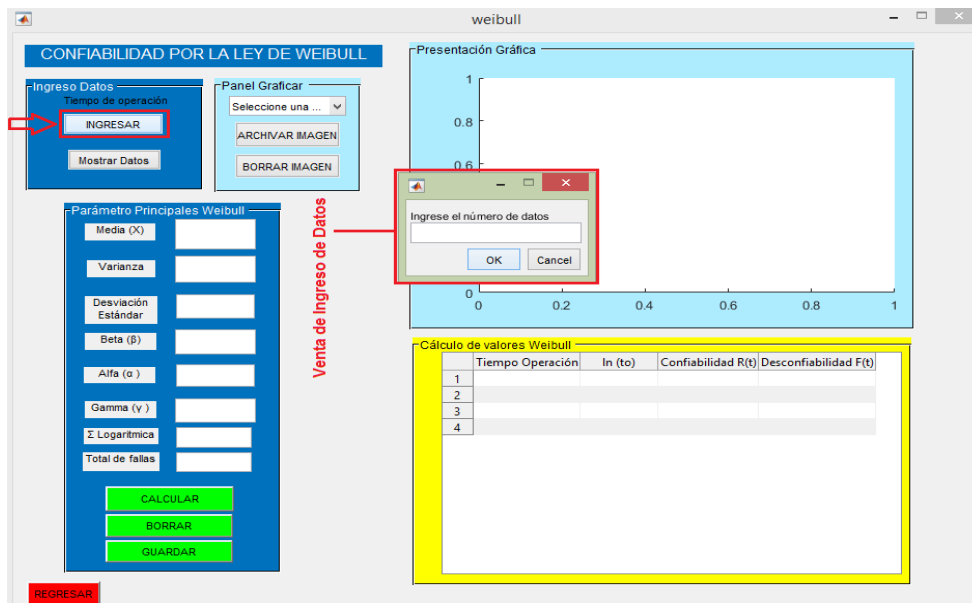 weibull
CONFIABILIDAD POR LA LEY DE WEIBULL
Ingreso Datos
Tiempo de operación
INGRESAR
Mostrar Datos
Panel Graficar
Seleccione una ...
ARCHIVAR IMAGEN
BORRAR IMAGEN
Parámetro Principales Weibull
Media (X)
Varianza
Desviación
Estándar
Beta (β)
Alfa (α )
Gamma (γ )
Σ Logaritmica
Total de fallas
CALCULAR
BORRAR
GUARDAR
REGRESAR
Venta de Ingreso de Datos
Presentación Gráfica
1
0.8
0.6
0
0 0.2 0.4 0.6 0.8 1
Ingrese el número de datos
OK Cancel
Cálculo de valores Weibull
Tiempo Operación In (to) Confiabilidad R(t) Desconfiabilidad F(t)
1
2
3
4